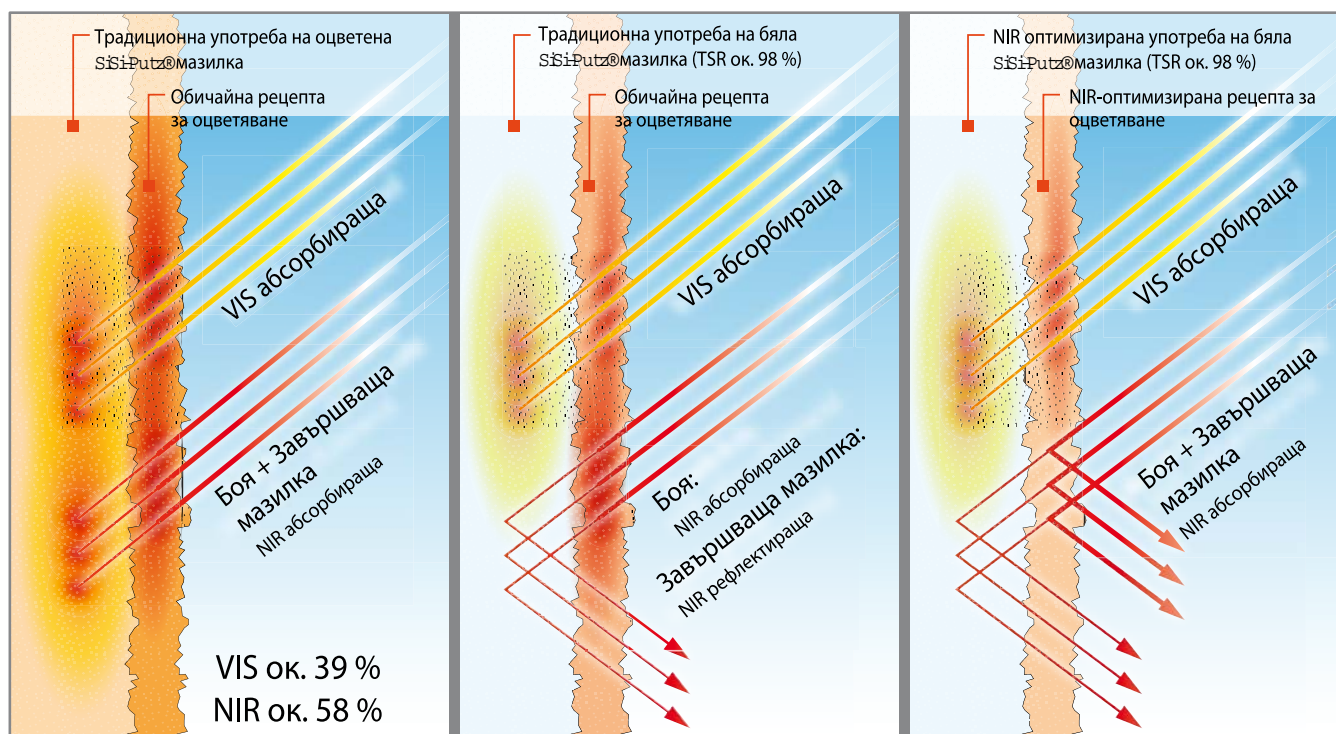 Традиционна употреба на оцветена
SiSi-Putz®мазилка
Обичайна рецепта
за оцветяване
VIS абсорбираща
Боя + Завършваща
мазилка
NIR абсорбираща
VIS ок. 39 %
NIR ок. 58 %
Традиционна употреба на бяла
SiSi-Putz®мазилка (TSR ок. 98 %)
Обичайна рецепта
за оцветяване
VIS абсорбираща
Боя:
NIR абсорбираща
Завършваща мазилка:
NIR рефлектираща
NIR оптимизирана употреба на бяла
SiSi-Putz®мазилка (TSR ок. 98 %)
NIR-оптимизирана рецепта за
оцветяване
VIS абсорбираща
Боя + Завършваща
мазилка
NIR абсорбираща